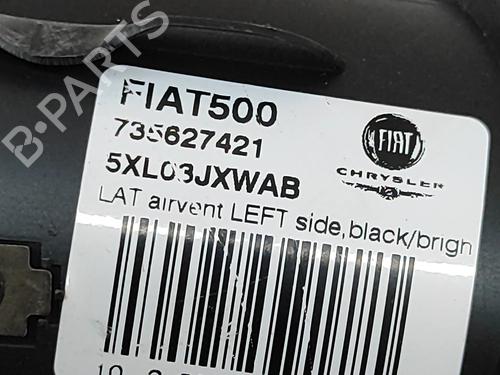 B-PARTS
FIAT500
735627421
5XL03JXWAB
FIAT
CHRYSLER
LAT airvent LEFT side,black/brigh